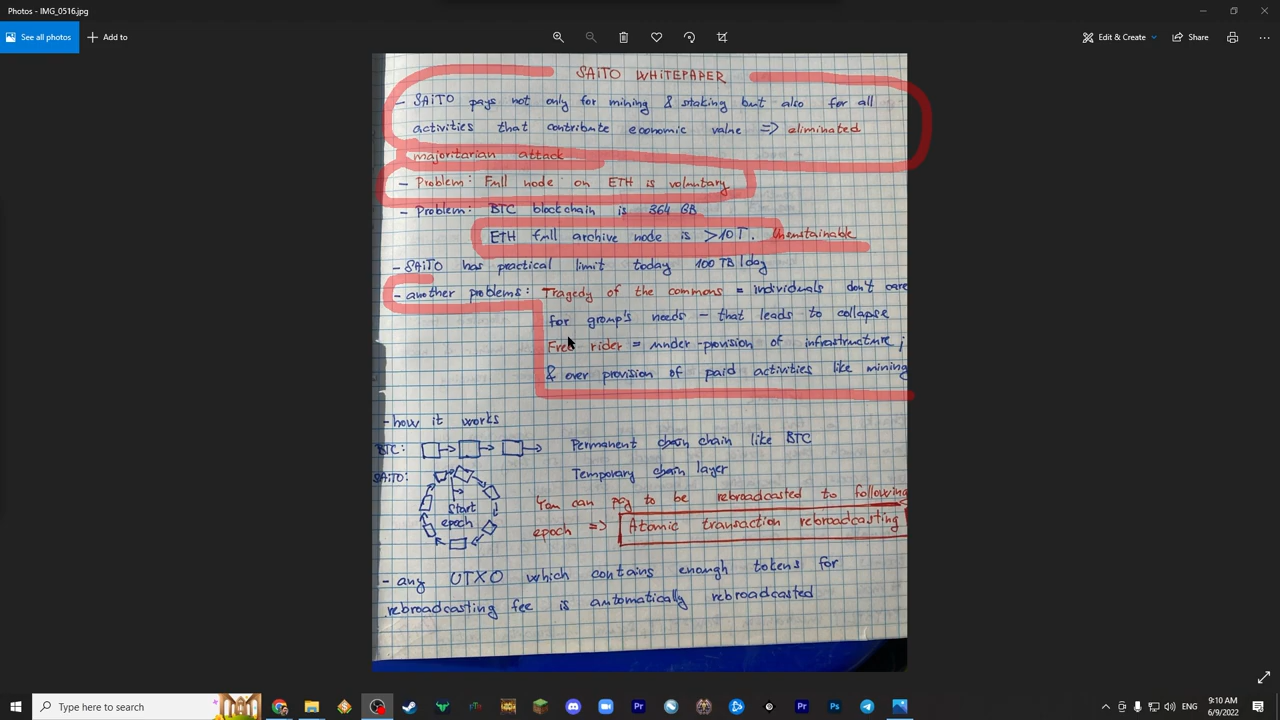 Photos - IMG_0516.jpg
See all photos
Add to
Edit & Create
Share
SAITO WHITEPAPER
- SAITO pays not only for mining & staking but also for all
activities that contribute economic value => eliminated
majoritarian attack
- Problem: Full node on ETH is voluntary
- Problem: BTC blockchain is 364 GB
ETH full archive node is >10T. Unsustainable
- SAITO has practical limit today 100 TB/day
- another problems: Tragedy of the commons = individuals don't care
for group's needs - that leads to collapse
Free rider = under-provision of infrastructure;
& over provision of paid activities like mining
- how it works
BTC: Permanent chain like BTC
SAITO: Temporary chain layer
Start
epoch
You can pay to be rebroadcasted to following
epoch => Atomic transaction rebroadcasting
- any UTXO which contains enough tokens for
rebroadcasting fee is automatically rebroadcasted
Type here to search
ENG
9:10 AM
6/9/2022